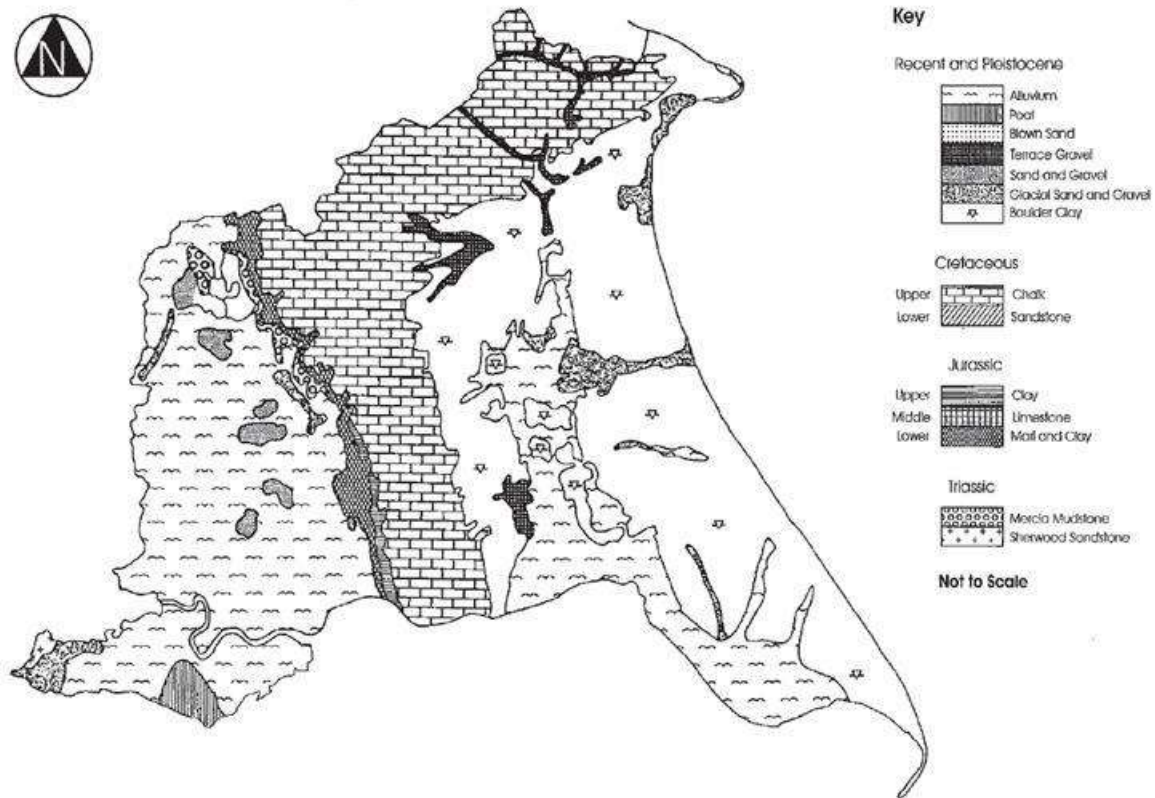 N
Key
Recent and Pleistocene
Alluvium
Peat
Blown Sand
Terrace Gravel
Sand and Gravel
Glacial Sand and Gravel
Boulder Clay
Cretaceous
Upper Chalk
Lower Sandstone
Jurassic
Upper Clay
Middle Limestone
Lower Marl and Clay
Triassic
Mercia Mudstone
Sherwood Sandstone
Not to Scale